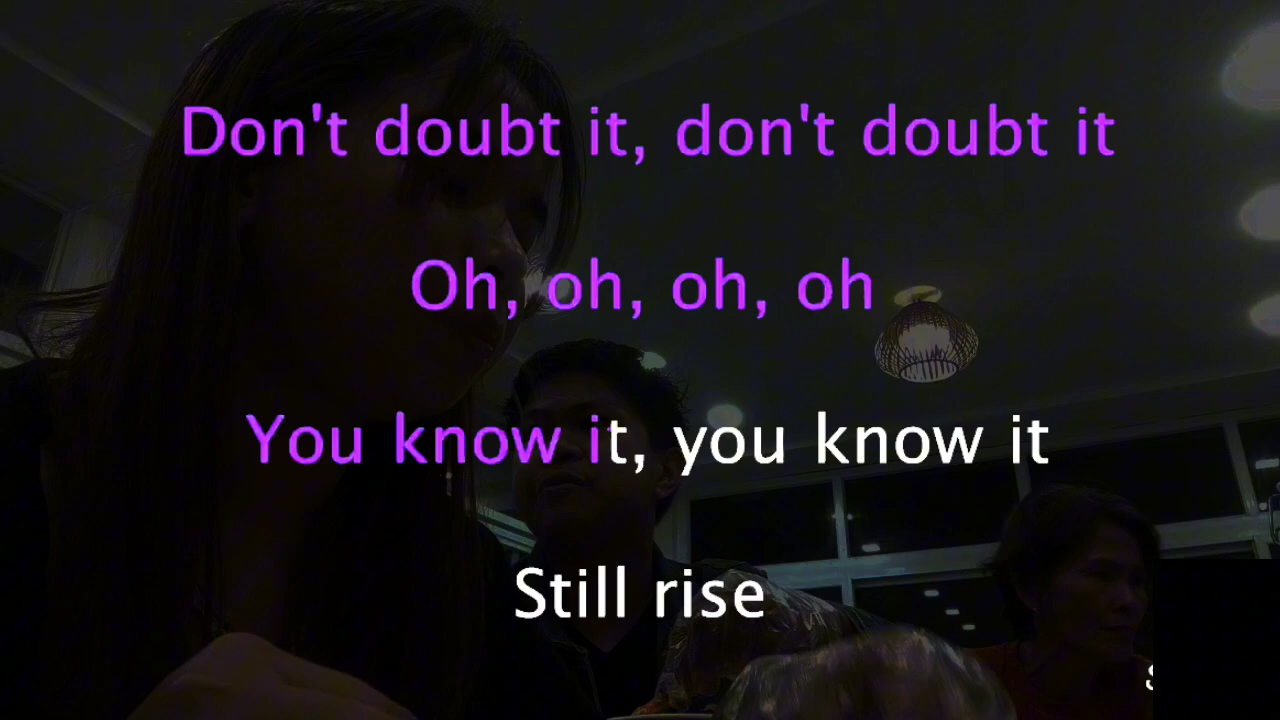 Don't doubt it, don't doubt it
Oh, oh, oh, oh
You know it, you know it
Still rise